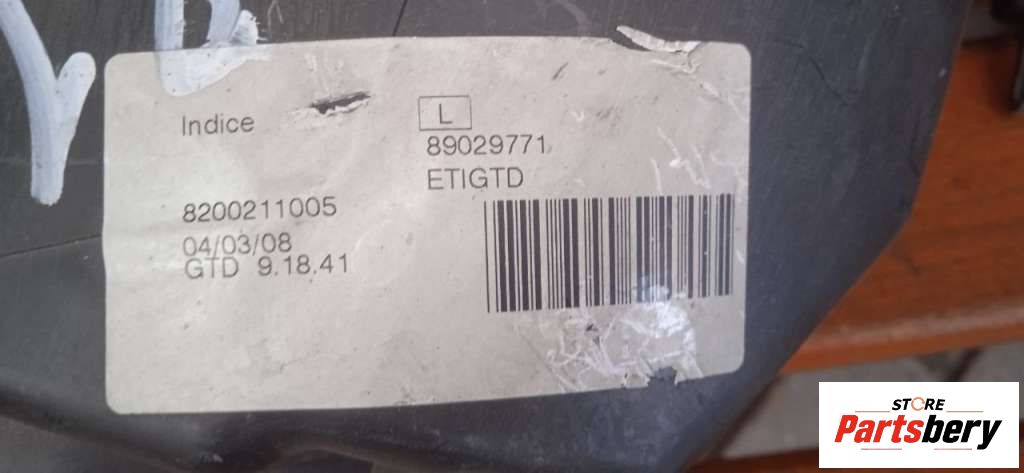 Indice
L
89029771
ETIGTD
8200211005
04/03/08
GTD 9.18.41
STORE
Partsbery